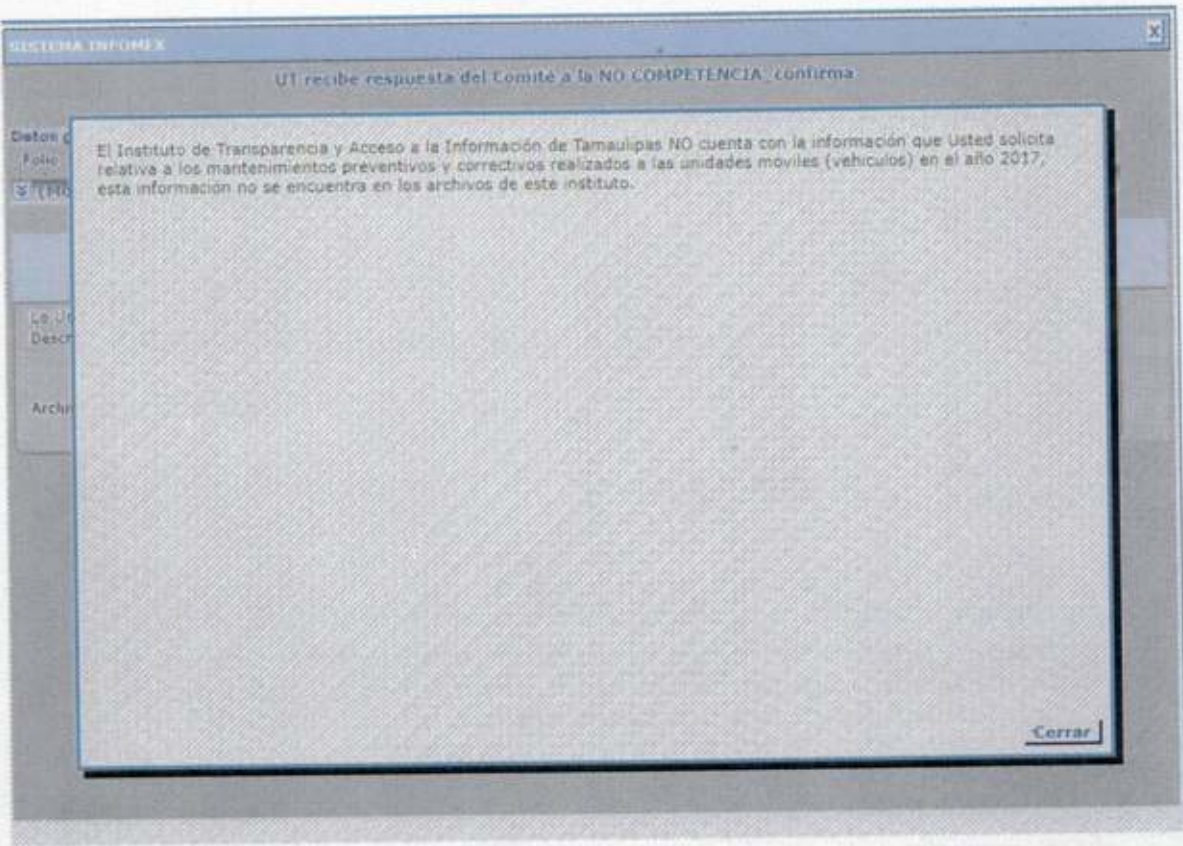 SISTEMA INFOMEX
X
UT recibe respuesta del Comité a la NO COMPETENCIA_confirma
Datos
Folio
El Instituto de Transparencia y Acceso a la Información de Tamaulipas NO cuenta con la información que Usted solicita
relativa a los mantenimientos preventivos y correctivos realizados a las unidades moviles (vehiculos) en el año 2017,
esta información no se encuentra en los archivos de este instituto.
Descr
Archi
Cerrar